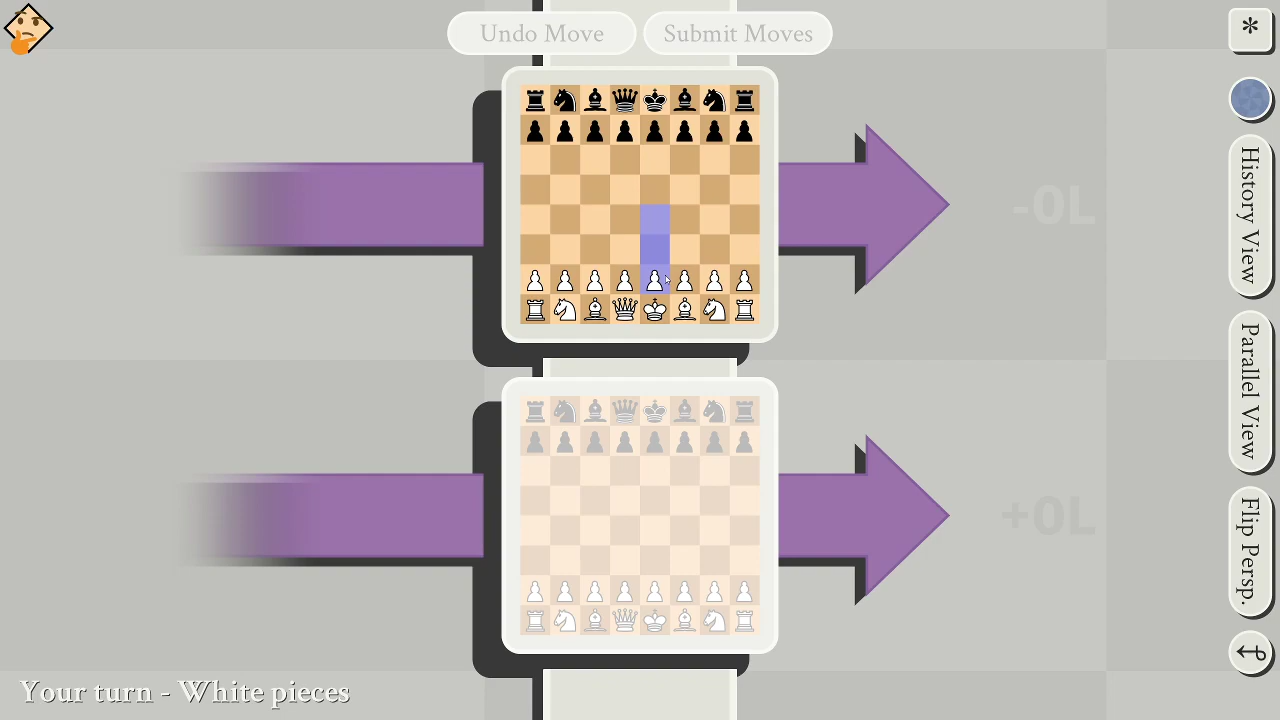 Undo Move
Submit Moves
*
-0L
History View
Parallel View
+0L
Flip Persp.
Your turn - White pieces